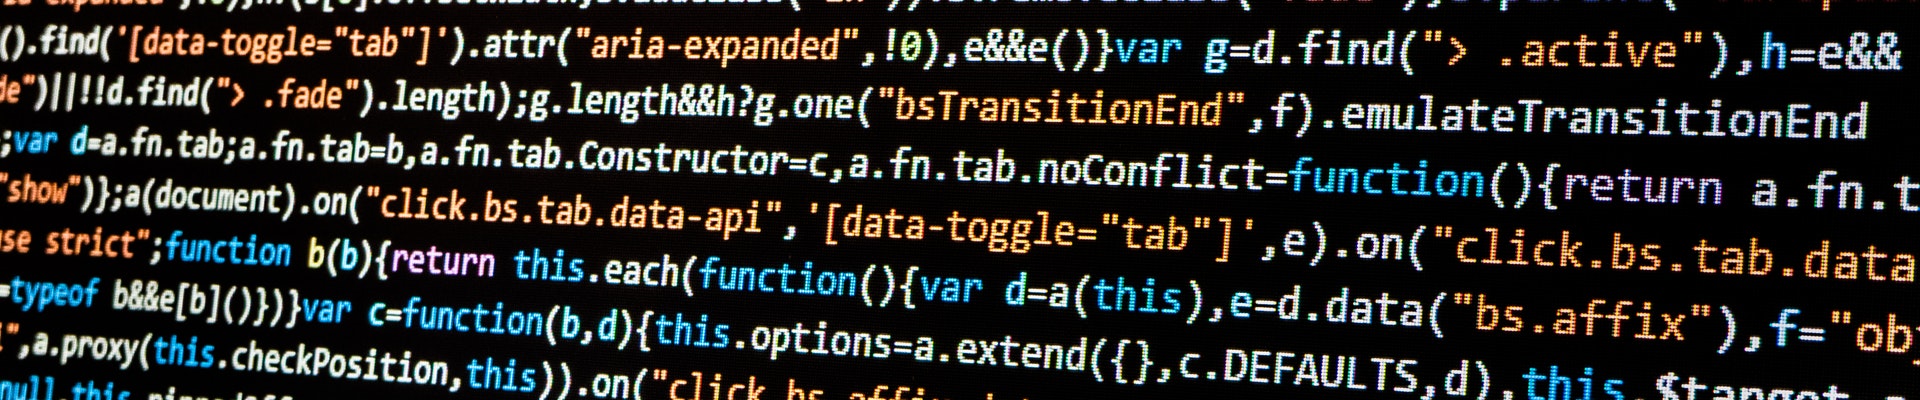 ().find('[data-toggle="tab"]').attr("aria-expanded",!0),e&&e()}var g=d.find("> .active"),h=e&&
de")||!!d.find("> .fade").length);g.length&&h?g.one("bsTransitionEnd",f).emulateTransitionEnd
;var d=a.fn.tab;a.fn.tab=b,a.fn.tab.Constructor=c,a.fn.tab.noConflict=function(){return a.fn.t
"show")};a(document).on("click.bs.tab.data-api",'[data-toggle="tab"]',e).on("click.bs.tab.data
se strict";function b(b){return this.each(function(){var d=a(this),e=d.data("bs.affix"),f="obj
=typeof b&&e[b]()})}var c=function(b,d){this.options=a.extend({},c.DEFAULTS,d),this.$target
",a.proxy(this.checkPosition,this)).on("click.bs.affix
null,this